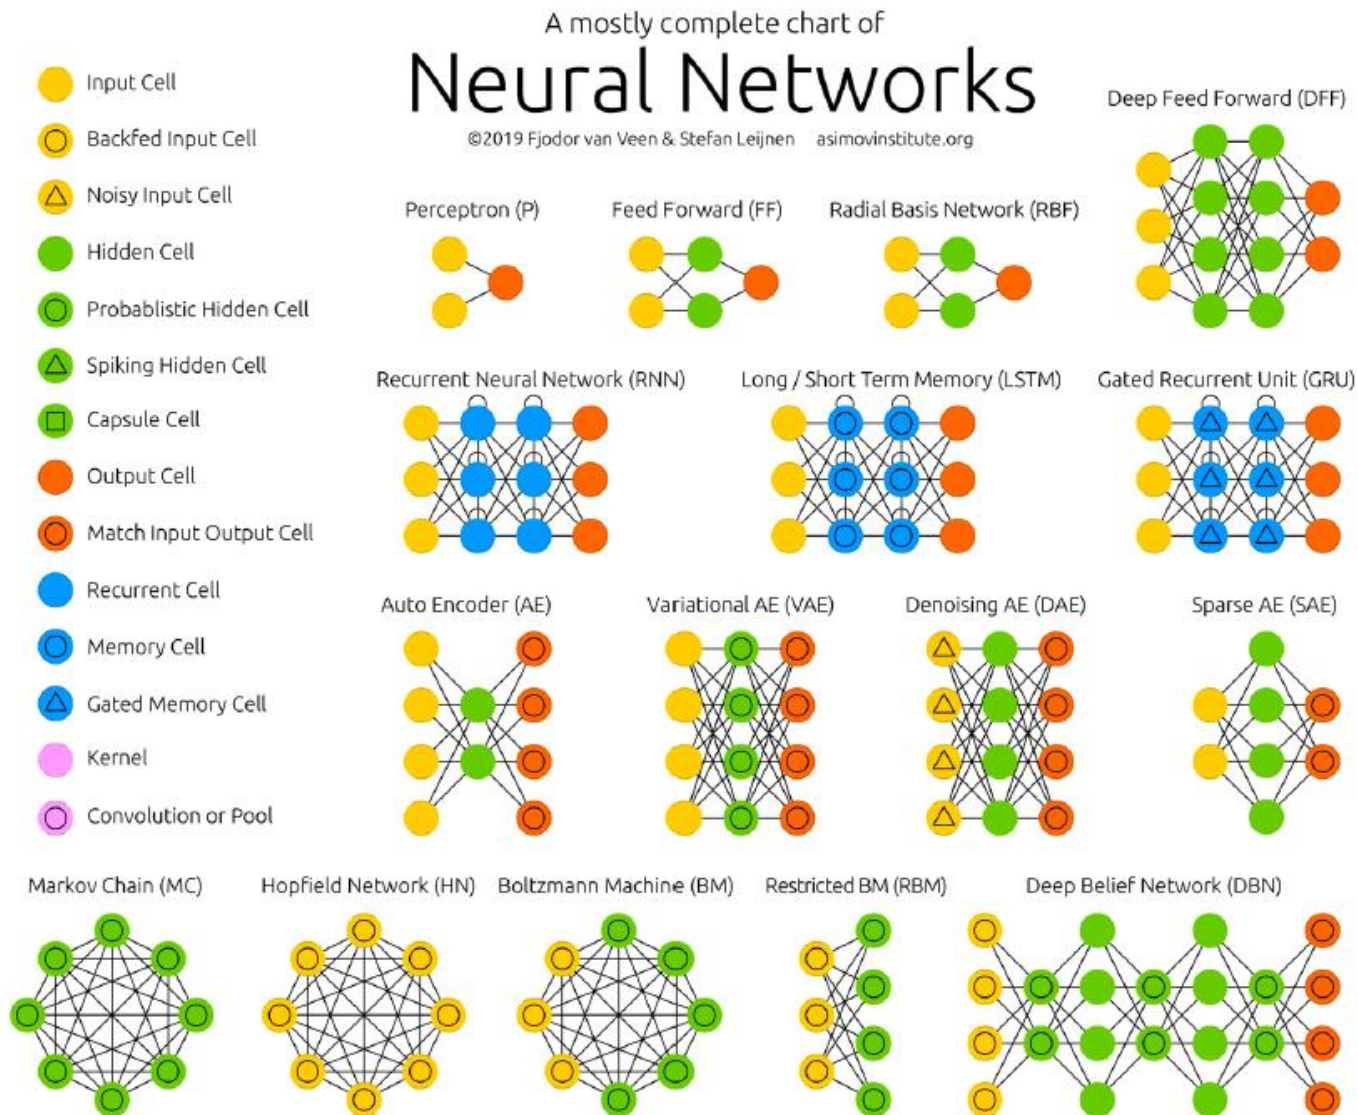 A mostly complete chart of
Neural Networks
©2019 Fjodor van Veen & Stefan Leijnen asimovinstitute.org
Input Cell
Backfed Input Cell
Noisy Input Cell
Hidden Cell
Probablistic Hidden Cell
Spiking Hidden Cell
Capsule Cell
Output Cell
Match Input Output Cell
Recurrent Cell
Memory Cell
Gated Memory Cell
Kernel
Convolution or Pool
Deep Feed Forward (DFF)
Perceptron (P)
Feed Forward (FF)
Radial Basis Network (RBF)
Recurrent Neural Network (RNN)
Long / Short Term Memory (LSTM)
Gated Recurrent Unit (GRU)
Auto Encoder (AE)
Variational AE (VAE)
Denoising AE (DAE)
Sparse AE (SAE)
Markov Chain (MC)
Hopfield Network (HN)
Boltzmann Machine (BM)
Restricted BM (RBM)
Deep Belief Network (DBN)